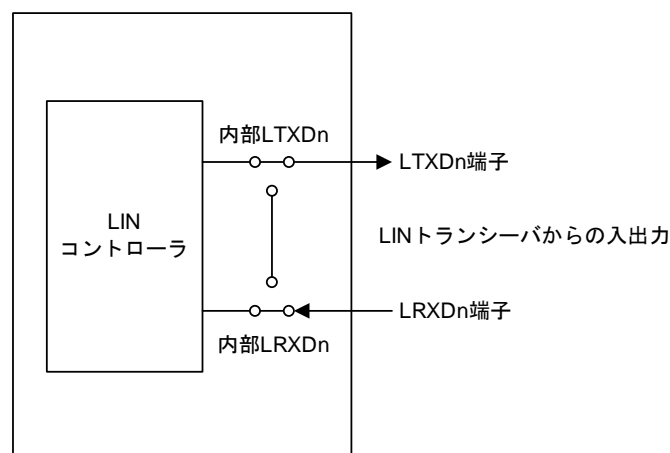 内部LTXDn
LTXDn端子
LIN
コントローラ
LINトランシーバからの入出力
LRXDn端子
内部LRXDn